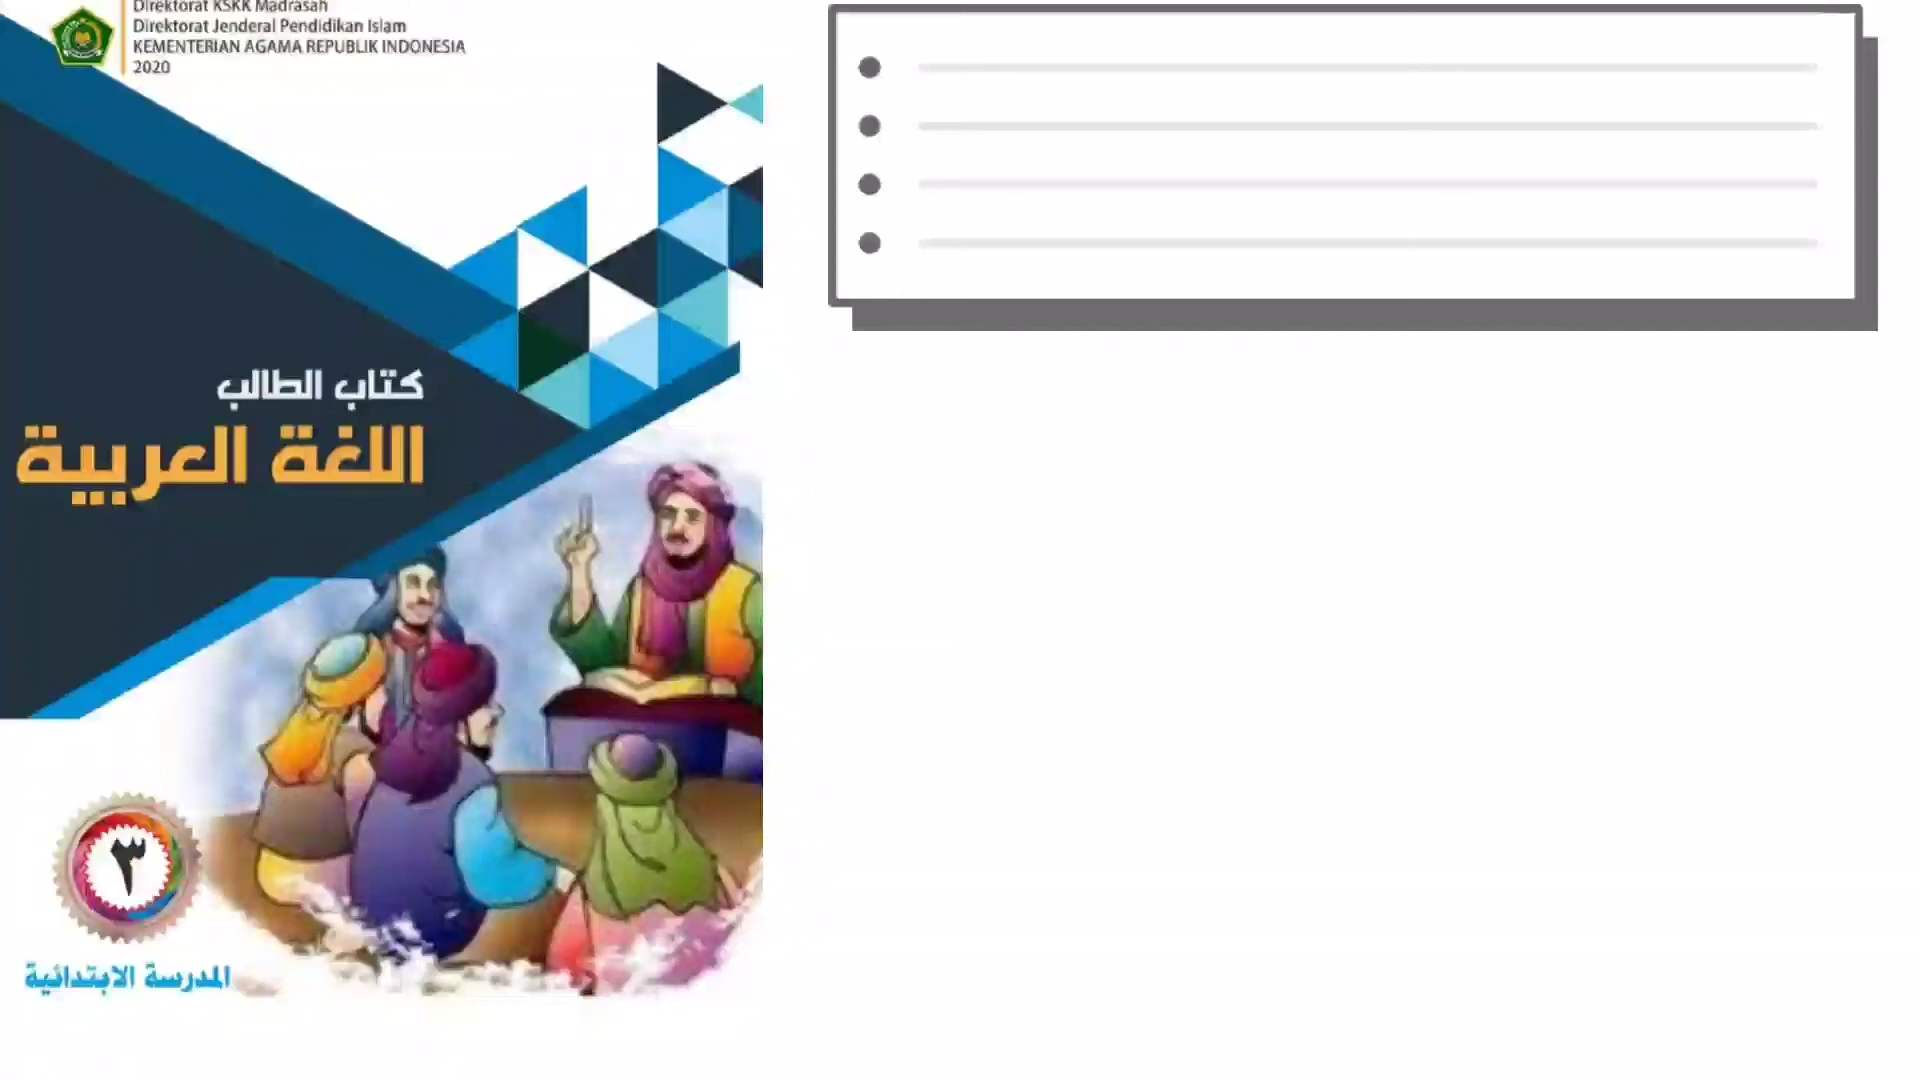 Direktorat KSKK Madrasah
Direktorat Jenderal Pendidikan Islam
KEMENTERIAN AGAMA REPUBLIK INDONESIA
2020
كتاب الطالب
اللغة العربية
٣
المدرسة الابتدائية